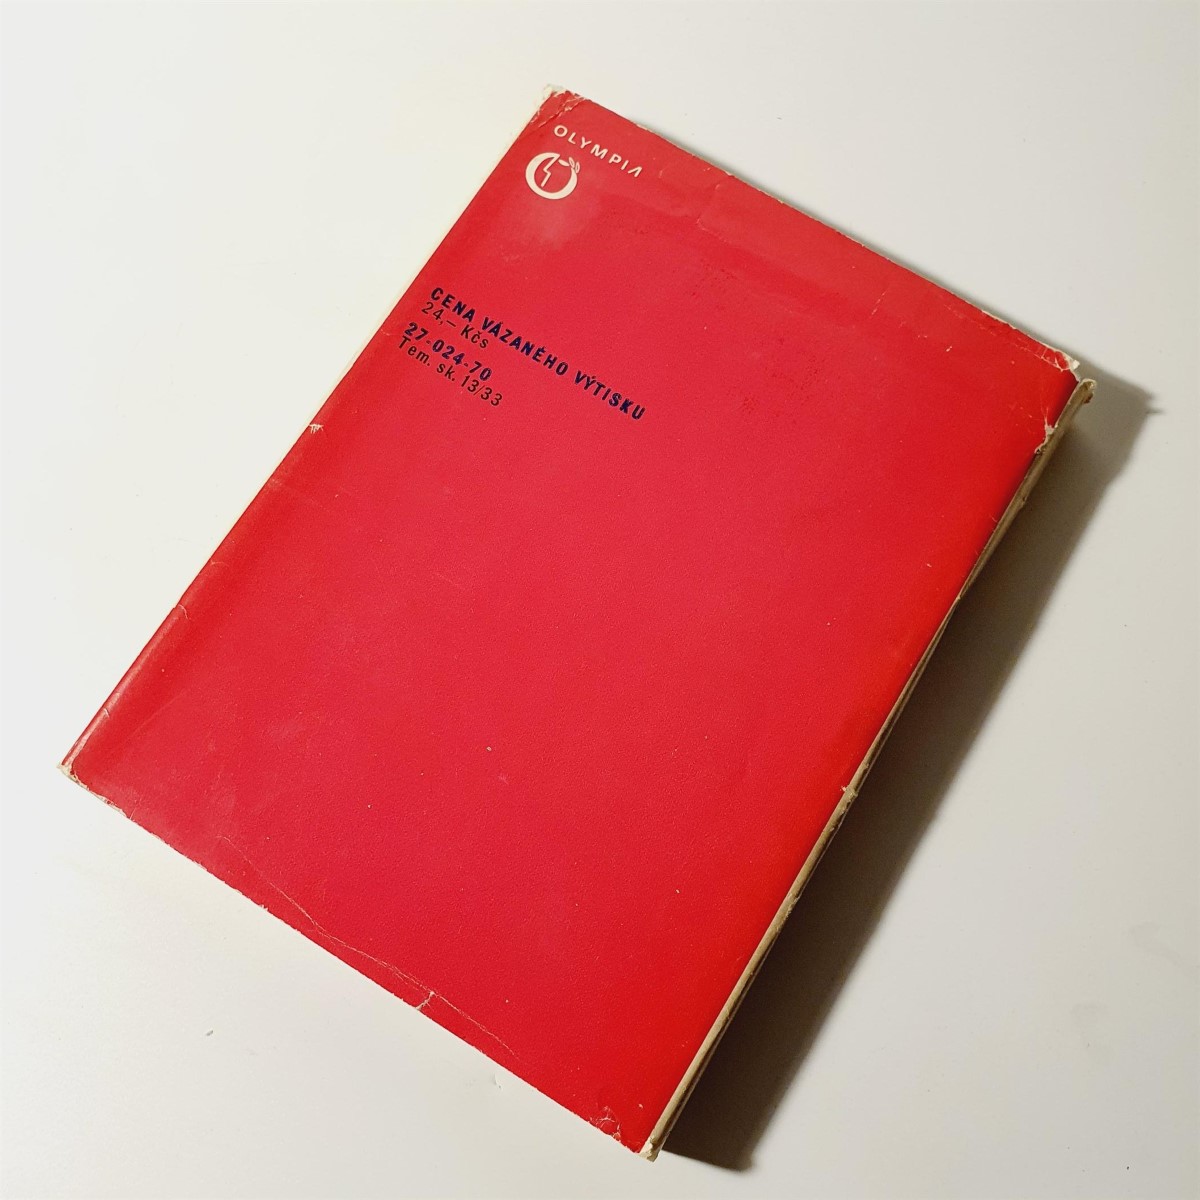 OLYMPIA
CENA VÁZANÉHO VÝTISKU
24,– Kčs
27-024-70
Tem. sk. 13/33